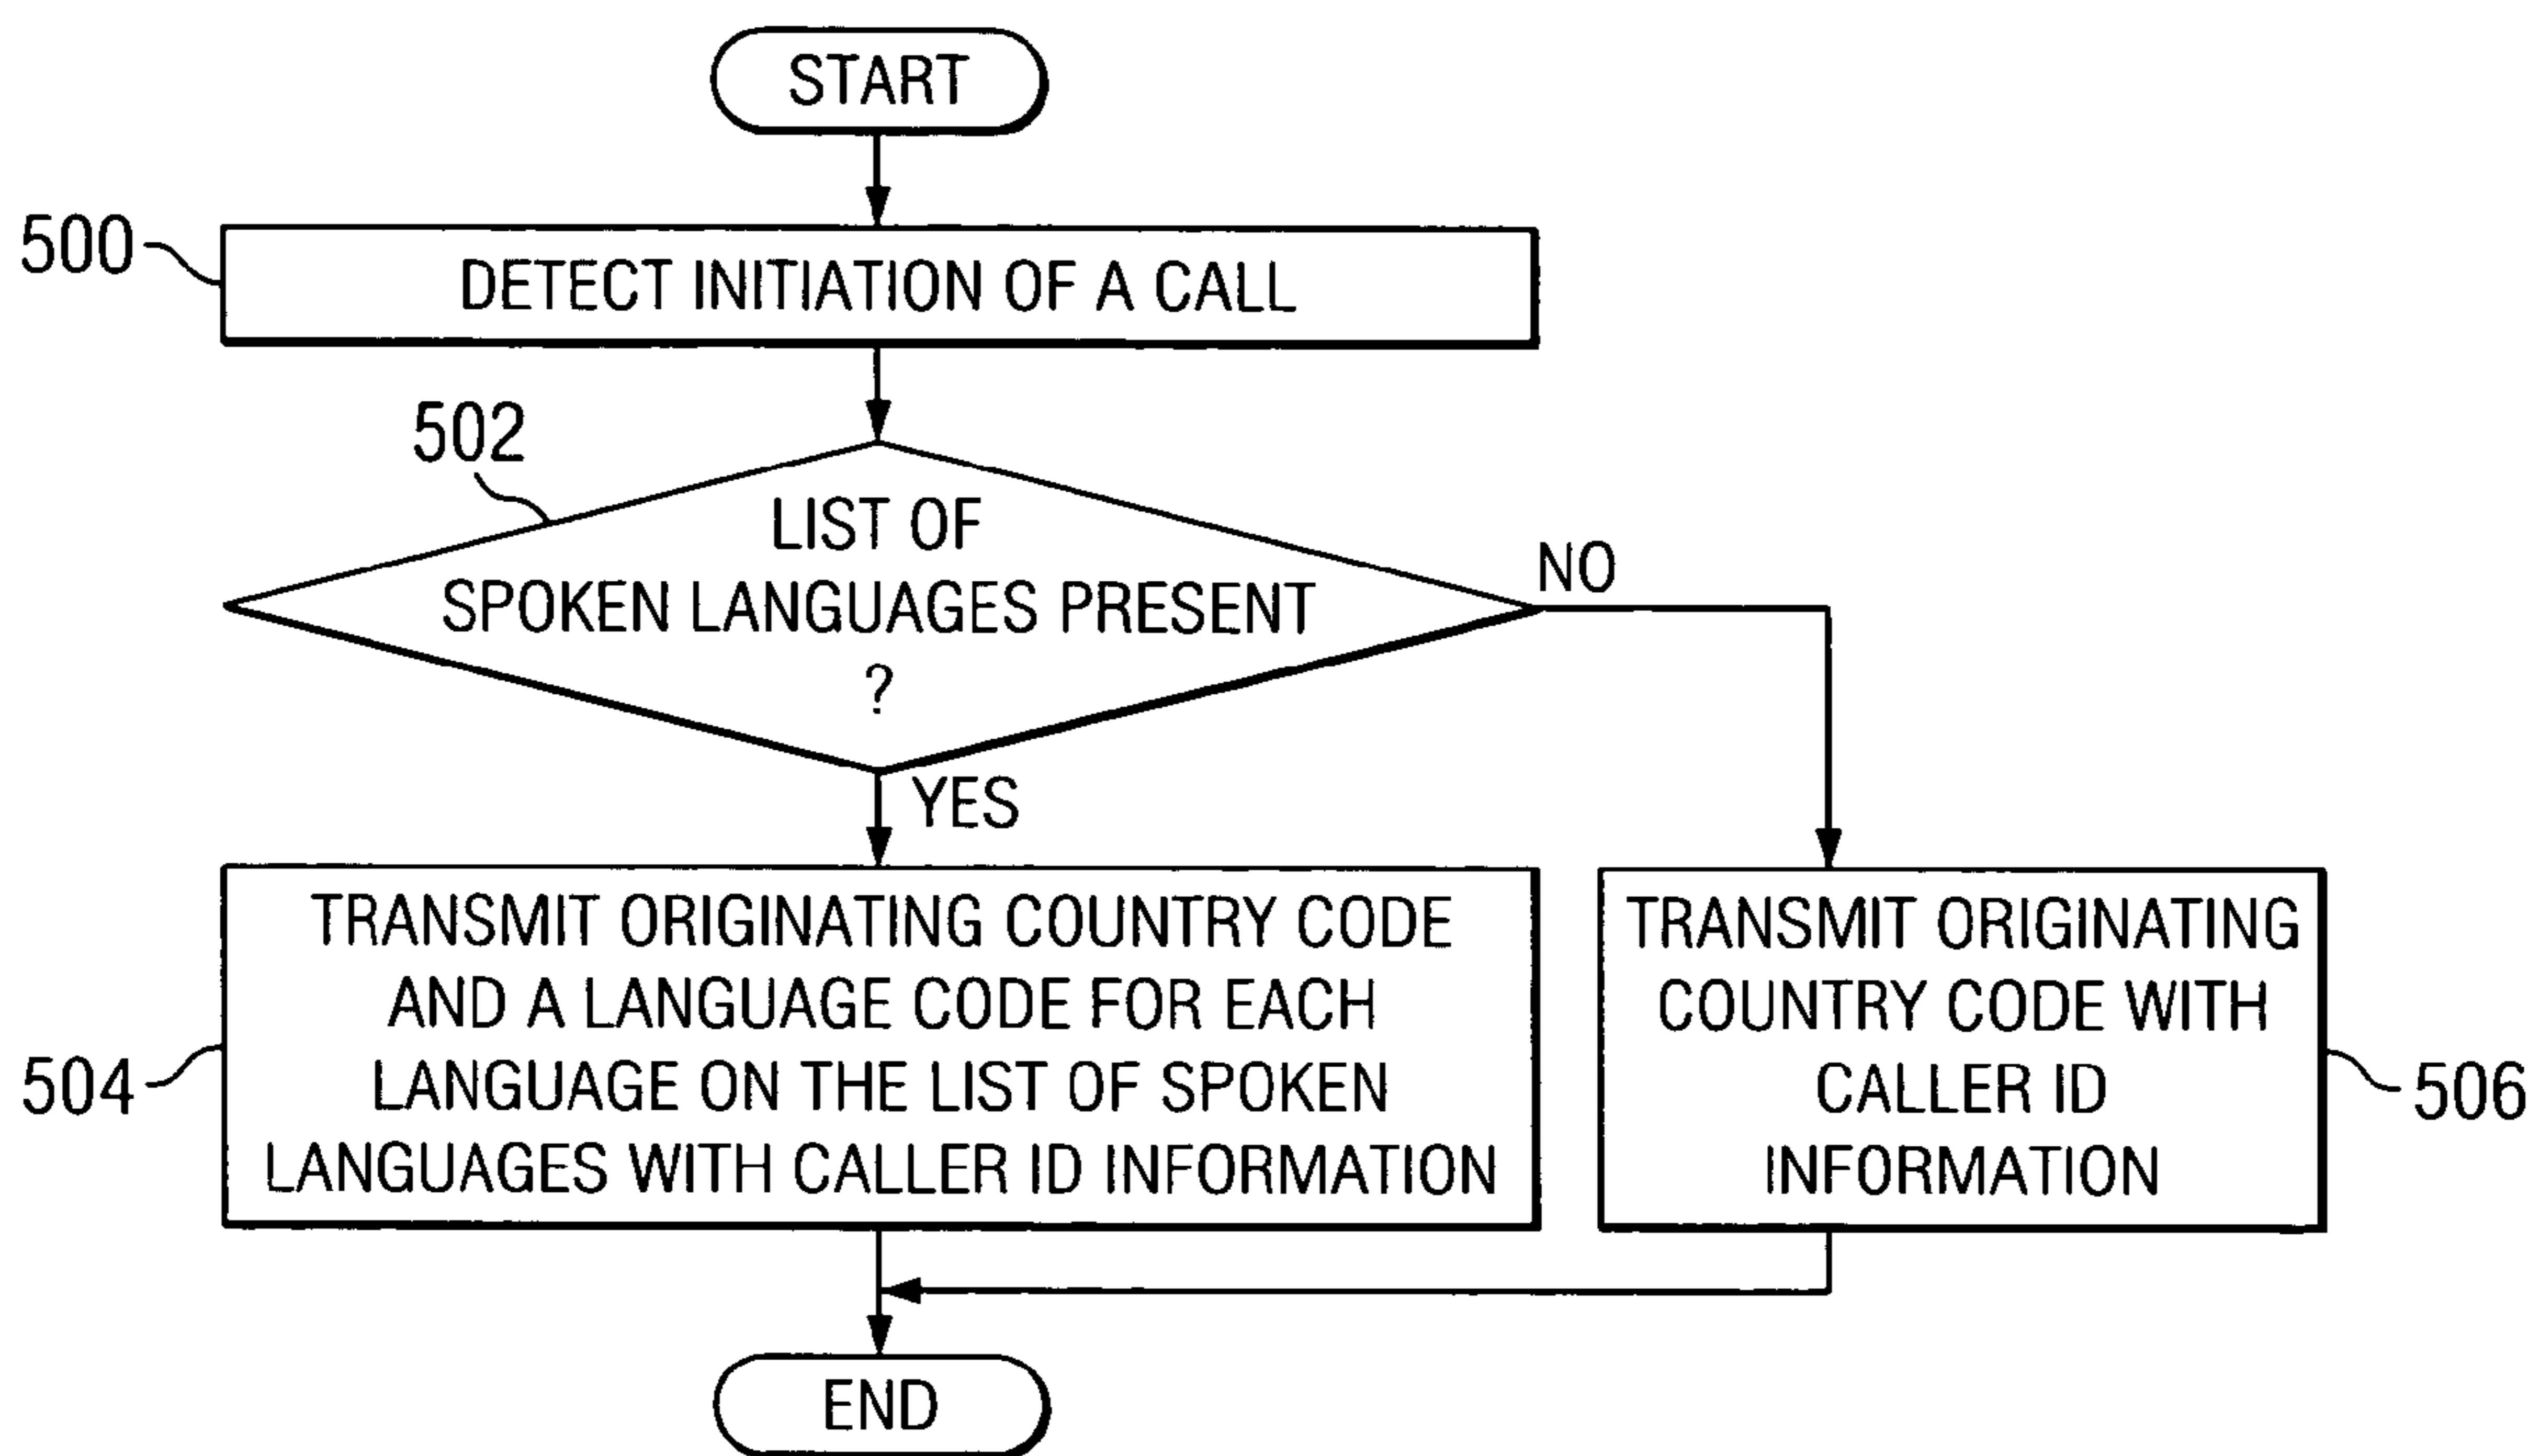 START
500
DETECT INITIATION OF A CALL
502
LIST OF
SPOKEN LANGUAGES PRESENT
?
NO
YES
504
TRANSMIT ORIGINATING COUNTRY CODE
AND A LANGUAGE CODE FOR EACH
LANGUAGE ON THE LIST OF SPOKEN
LANGUAGES WITH CALLER ID INFORMATION
TRANSMIT ORIGINATING
COUNTRY CODE WITH
CALLER ID
INFORMATION
506
END